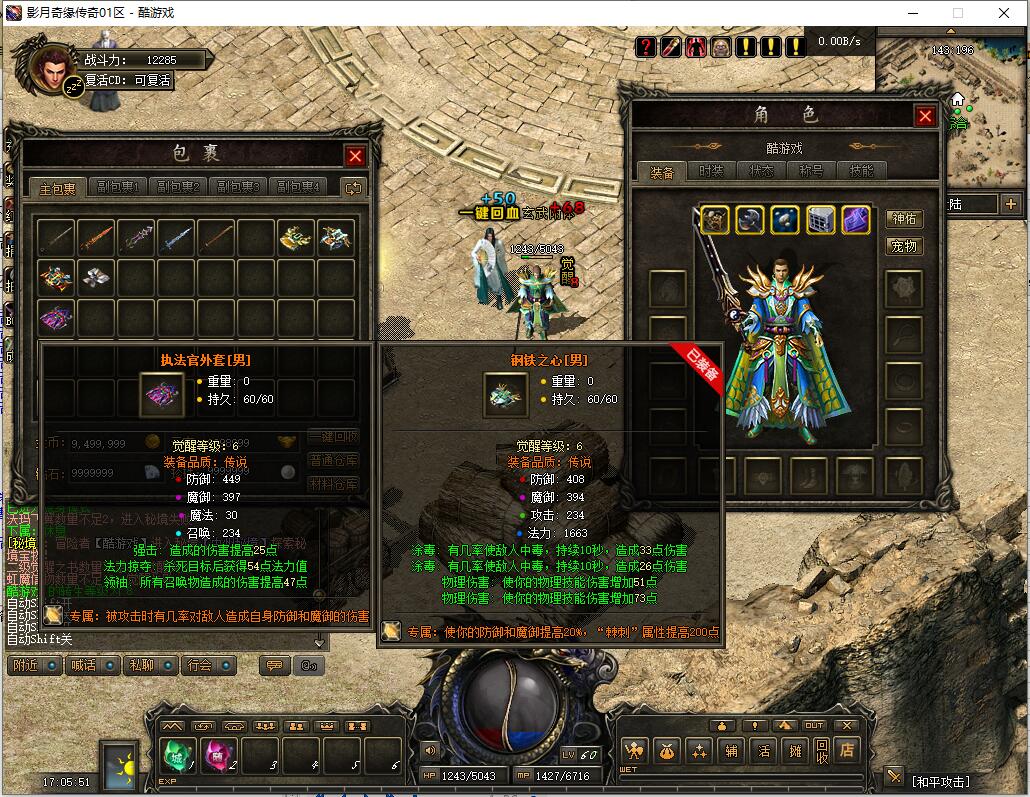 影月奇缘传奇01区 - 酷游戏
战斗力： 12285
复活CD： 可复活
0.00B/s
143:196
包 裹
主包裹 副包裹1 副包裹2 副包裹3 副包裹4
角 色
酷游戏
装备 时装 状态 称号 技能
神佑
宠物
陆
+50
一键回血
+68
1243/5043
觉醒
执法官外套[男]
重量：0
持久：60/60
觉醒等级：6
装备品质：传说
防御：449
魔御：397
魔法：30
召唤：234
强击：造成的伤害提高25点
法力掠夺：杀死目标后获得54点法力值
领袖：所有召唤物造成的伤害提高47点
专属：被攻击时有几率对敌人造成自身防御和魔御的伤害
钢铁之心[男]
已装备
重量：0
持久：60/60
觉醒等级：6
装备品质：传说
防御：408
魔御：394
攻击：234
法力：1663
涂毒：有几率使敌人中毒，持续10秒，造成33点伤害
涂毒：有几率使敌人中毒，持续10秒，造成26点伤害
物理伤害：使你的物理技能伤害增加51点
物理伤害：使你的物理技能伤害增加73点
专属：使你的防御和魔御提高20%，“棘刺”属性提高200点
9,499,999
一键回收
9999999
普通仓库
材料仓库
自动Shift关
附近 喊话 私聊 行会
城 1 随 2 3 4 5 6
EXP
17:05:51
LV 60
HP 1243/5043 MP 1427/6716
OUT
辅 活 摊 回收 店
WET
[和平攻击]